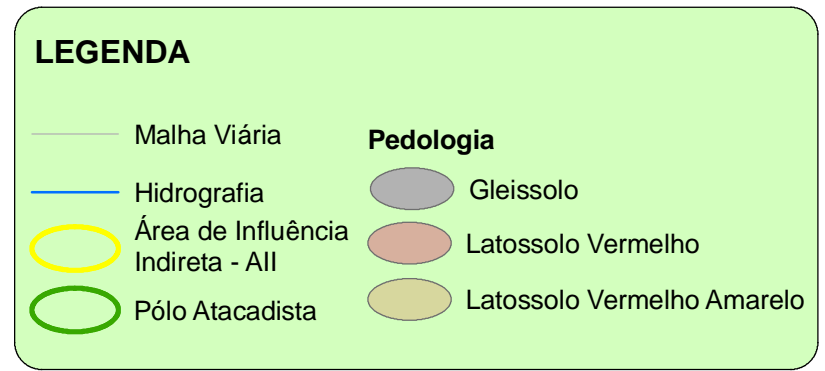 LEGENDA
Malha Viária
Hidrografia
Área de Influência
Indireta - AII
Pólo Atacadista
Pedologia
Gleissolo
Latossolo Vermelho
Latossolo Vermelho Amarelo